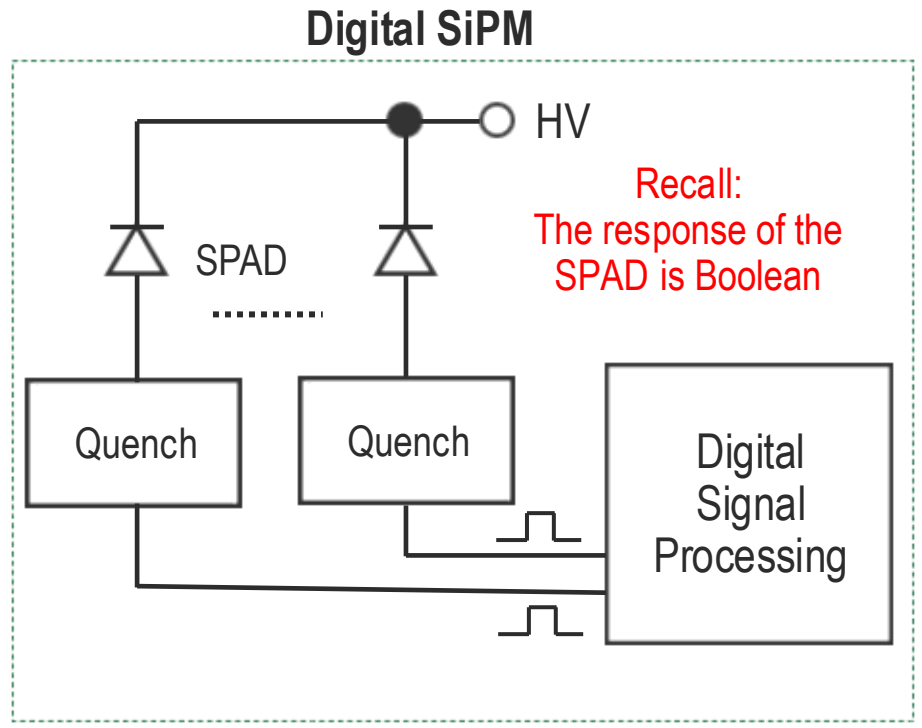 Digital SiPM
HV
Recall:
The response of the
SPAD is Boolean
SPAD
Quench
Quench
Digital
Signal
Processing